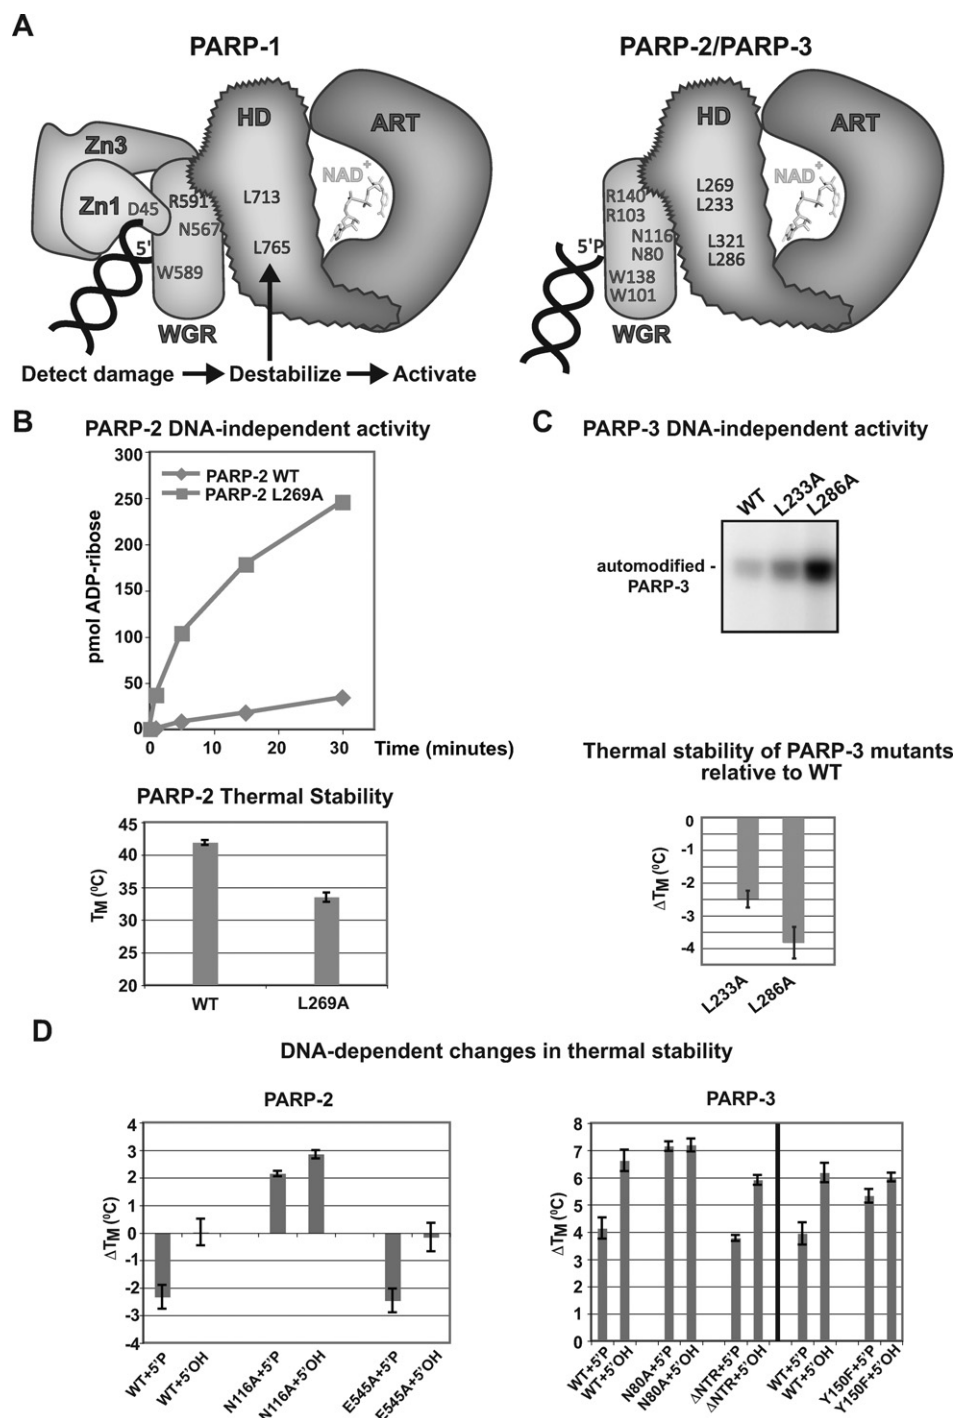 A
PARP-1
PARP-2/PARP-3
HD
ART
Zn3
Zn1
D45
R591
N567
W589
WGR
5'
L713
L765
NAD+
Detect damage
Destabilize
Activate
HD
ART
NAD+
R140
R103
N116
N80
W138
W101
WGR
5'P
L269
L233
L321
L286
B
PARP-2 DNA-independent activity
300
250
200
150
100
50
0
pmol ADP-ribose
PARP-2 WT
PARP-2 L269A
0
10
20
30
Time (minutes)
PARP-2 Thermal Stability
45
40
35
30
25
20
TM (0C)
WT
L269A
C
PARP-3 DNA-independent activity
WT
L233A
L286A
automodified -
PARP-3
Thermal stability of PARP-3 mutants
relative to WT
0
-1
-2
-3
-4
ΔTM (0C)
L233A
L286A
D
DNA-dependent changes in thermal stability
PARP-2
4
3
2
1
0
-1
-2
-3
-4
ΔTM (0C)
WT+5'P
WT+5'OH
N116A+5'P
N116A+5'OH
E545A+5'P
E545A+5'OH
PARP-3
8
7
6
5
4
3
2
1
0
ΔTM (0C)
WT+5'P
WT+5'OH
N80A+5'P
N80A+5'OH
ΔNTR+5'P
ΔNTR+5'OH
WT+5'P
WT+5'OH
Y150F+5'P
Y150F+5'OH